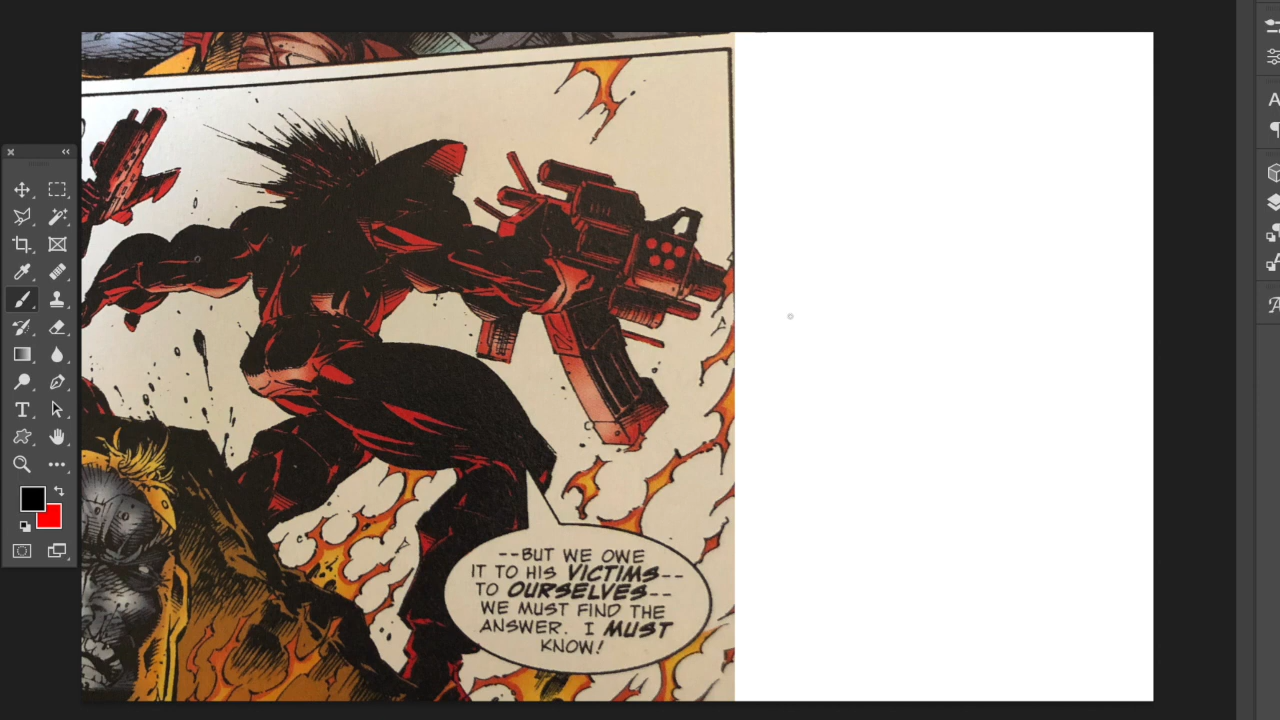 --BUT WE OWE
IT TO HIS VICTIMS--
TO OURSELVES--
WE MUST FIND THE
ANSWER. I MUST
KNOW!